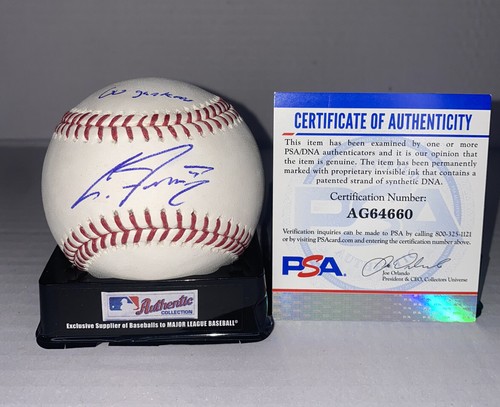 Go yankees
CERTIFICATE OF AUTHENTICITY
This item has been examined by one or more
PSA/DNA authenticators and it is our opinion that
the item is genuine. The item has been permanently
marked with proprietary invisible ink that contains a
patented strand of synthetic DNA.
Certification Number:
AG64660
Verification inquiries can be made to PSA by calling 800-325-1121
or by visiting PSAcard.com and entering the certification number above.
PSA.
Joe Orlando
President & CEO, Collectors Universe
Authentic
COLLECTION
Exclusive Supplier of Baseballs to MAJOR LEAGUE BASEBALL®